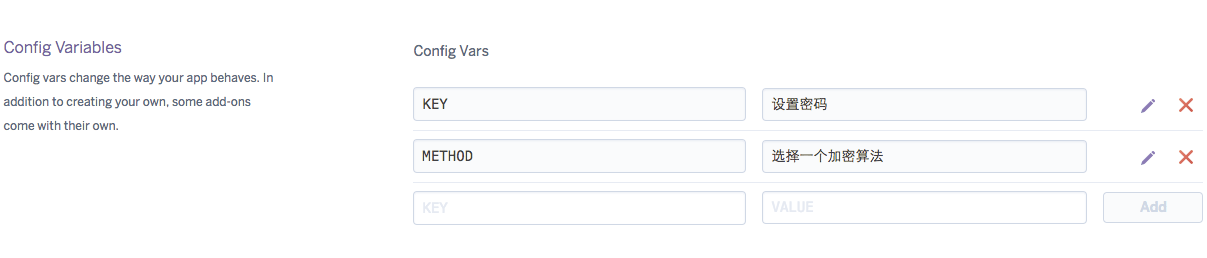 Config Variables
Config Vars
Config vars change the way your app behaves. In
addition to creating your own, some add-ons
come with their own.
KEY 设置密码
METHOD 选择一个加密算法
KEY VALUE Add